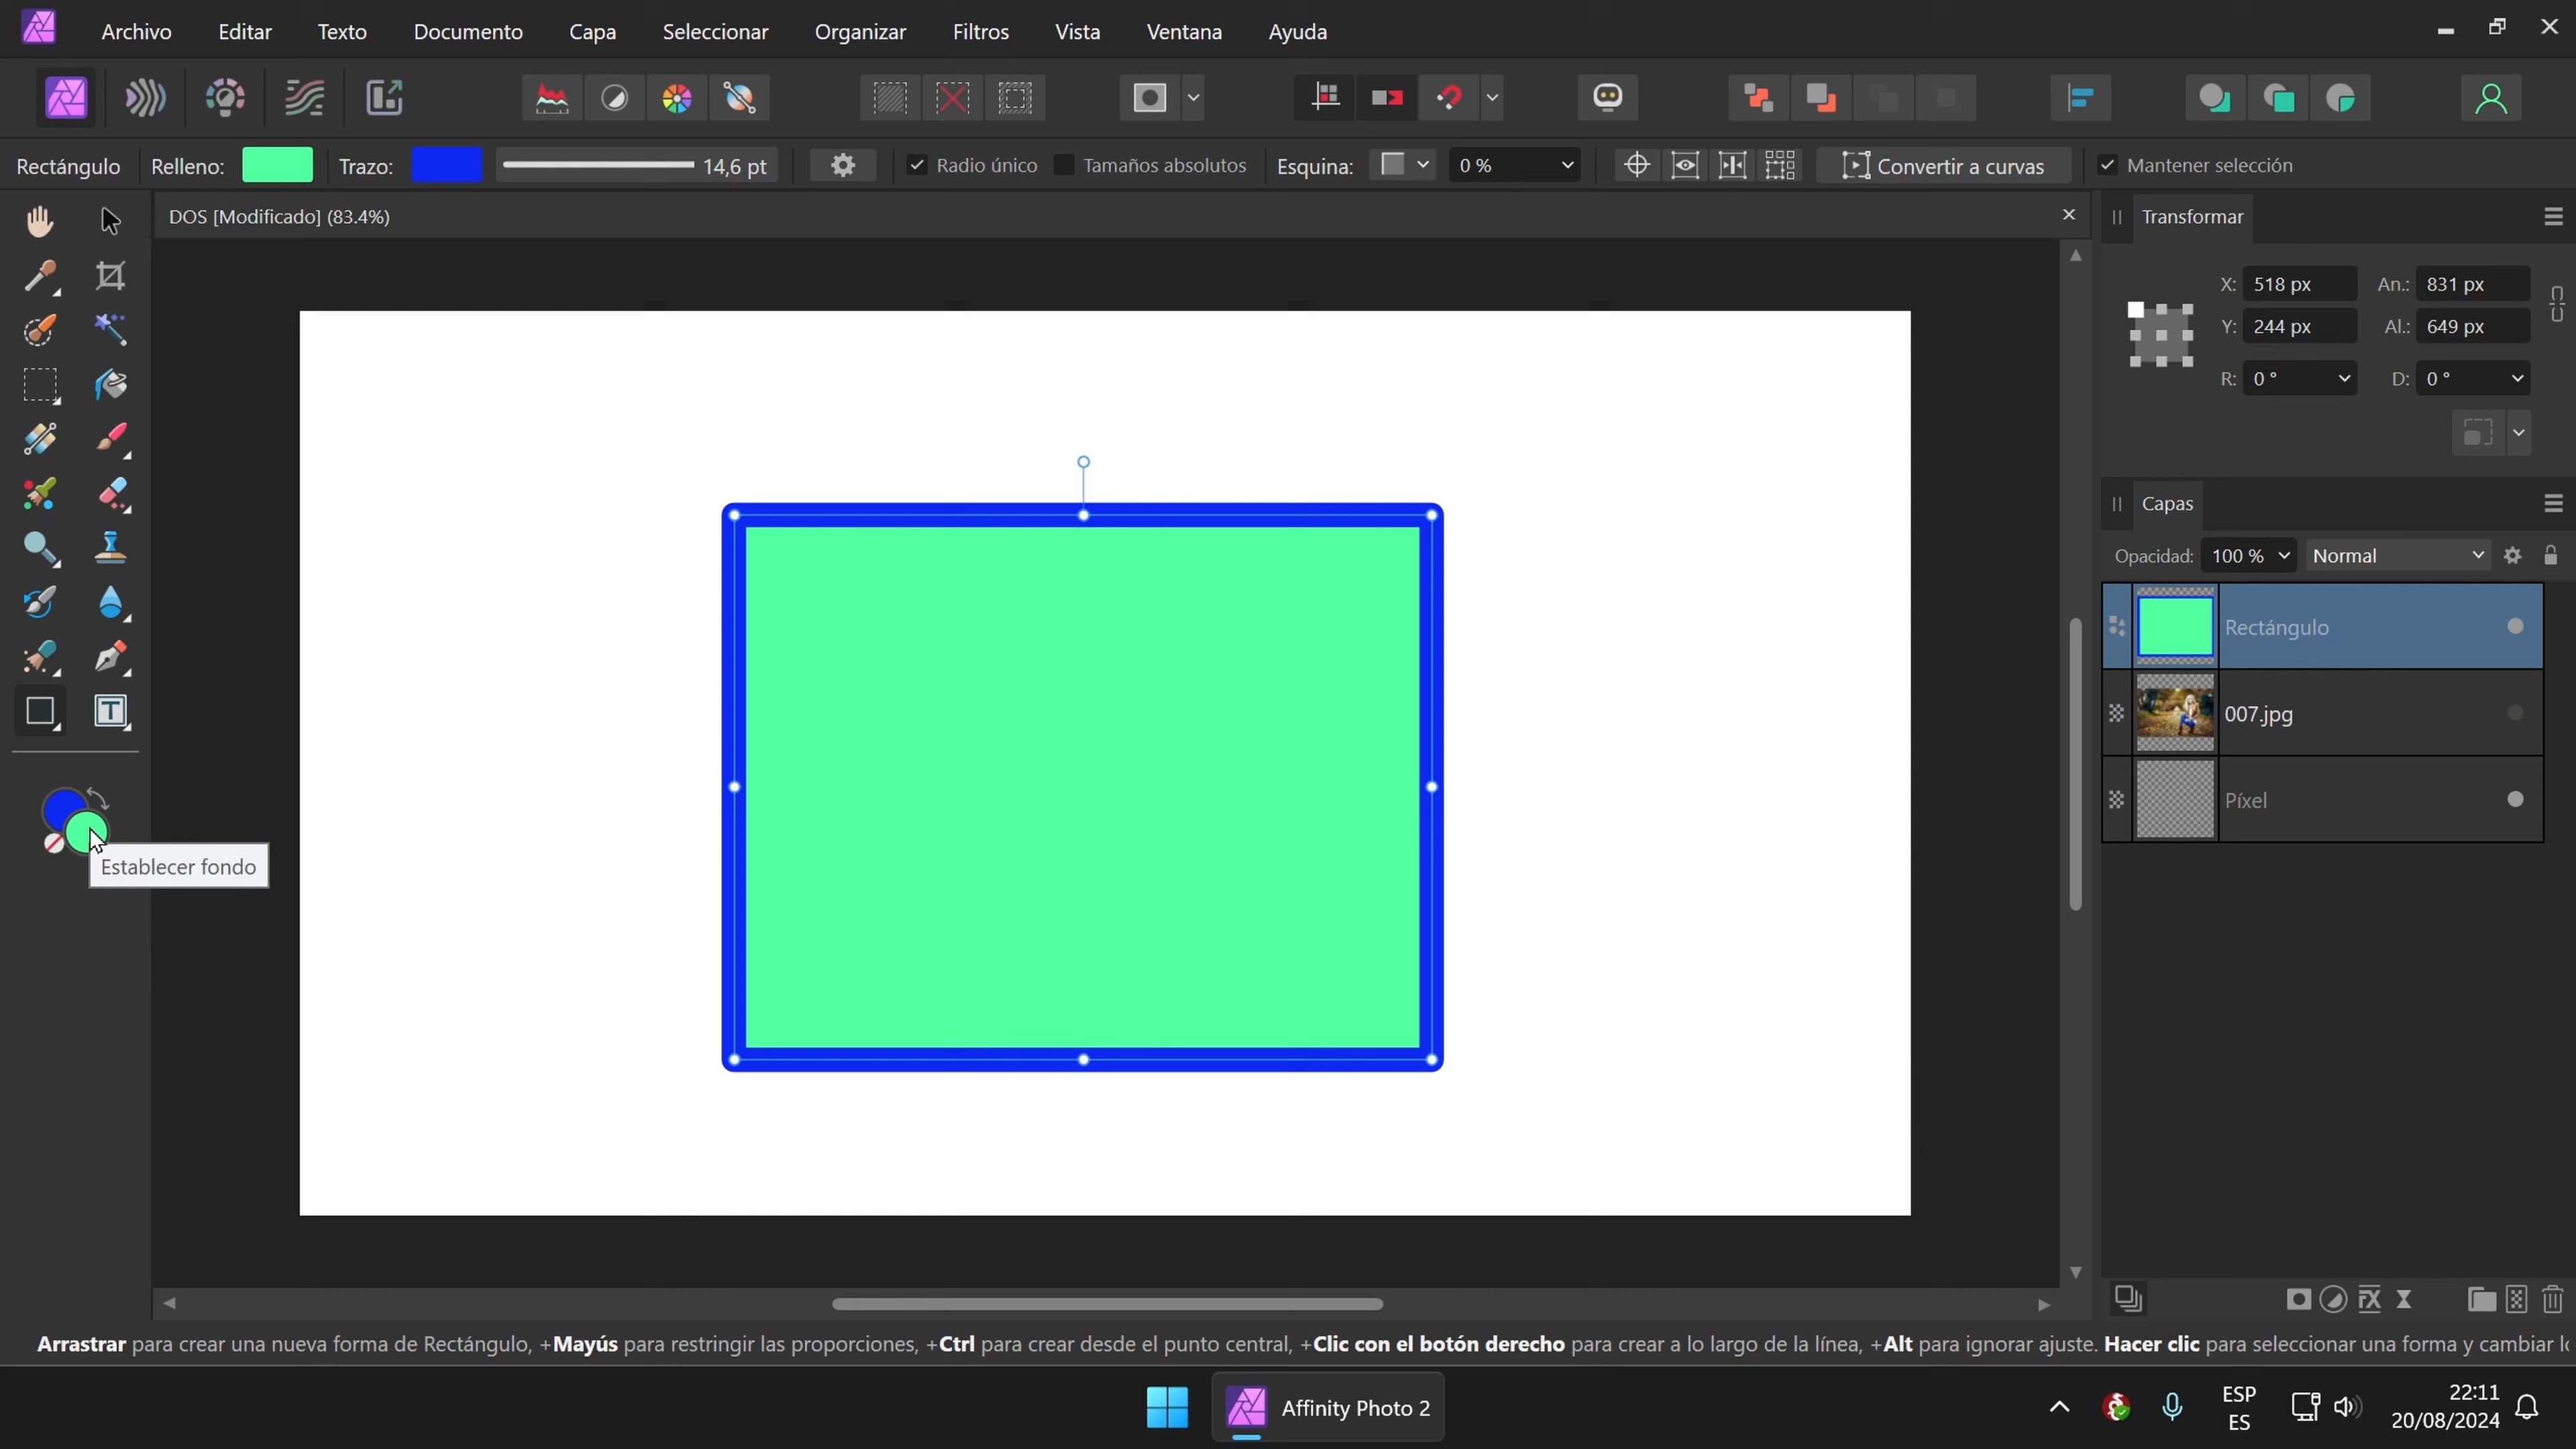 Archivo Editar Texto Documento Capa Seleccionar Organizar Filtros Vista Ventana Ayuda
Rectángulo Relleno: Trazo: 14,6 pt Radio único Tamaños absolutos Esquina: 0 % Convertir a curvas Mantener selección
DOS [Modificado] (83.4%)
Transformar
X: 518 px An.: 831 px
Y: 244 px Al.: 649 px
R: 0 ° D: 0 °
Capas
Opacidad: 100 % Normal
Rectángulo
007.jpg
Píxel
Establecer fondo
FX
Arrastrar para crear una nueva forma de Rectángulo, +Mayús para restringir las proporciones, +Ctrl para crear desde el punto central, +Clic con el botón derecho para crear a lo largo de la línea, +Alt para ignorar ajuste. Hacer clic para seleccionar una forma y cambiar
Affinity Photo 2
ESP
ES
22:11
20/08/2024